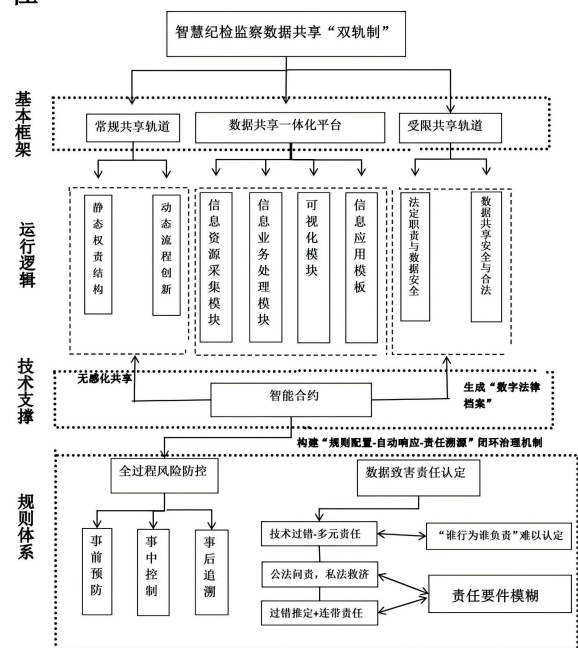 智慧纪检监察数据共享“双轨制”
基本框架
常规共享轨道
数据共享一体化平台
受限共享轨道
运行逻辑
静态权责结构
动态流程创新
信息资源采集模块
信息业务处理模块
可视化模块
信息应用模板
法定职责与数据安全
数据共享安全与合法
技术支撑
无感化共享
智能合约
生成“数字法律
档案”
构建“规则配置-自动响应-责任溯源”闭环治理机制
规则体系
全过程风险防控
数据致害责任认定
事前预防
事中控制
事后追溯
技术过错-多元责任
“谁行为谁负责”难以认定
公法问责，私法救济
责任要件模糊
过错推定+连带责任